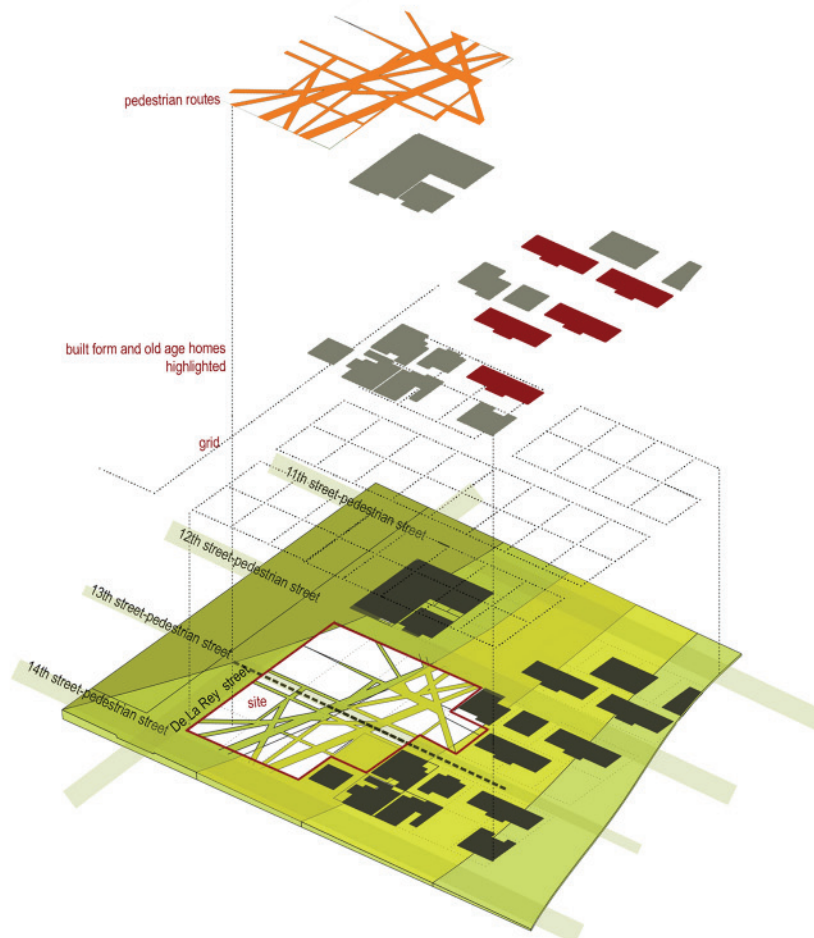 pedestrian routes
built form and old age homes
highlighted
grid
11th street-pedestrian street
12th street-pedestrian street
13th street-pedestrian street
14th street-pedestrian street
De La Rey street
site